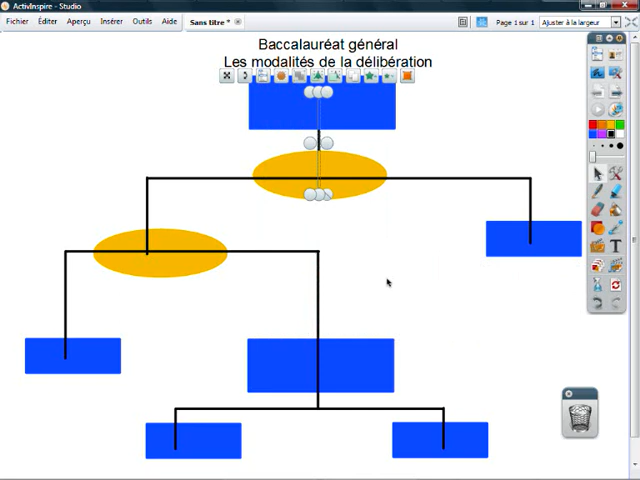 ActivInspire - Studio
Fichier Editer Aperçu Insérer Outils Aide
Sans titre *
Page 1 sur 1
Ajuster à la largeur
Baccalauréat général
Les modalités de la délibération